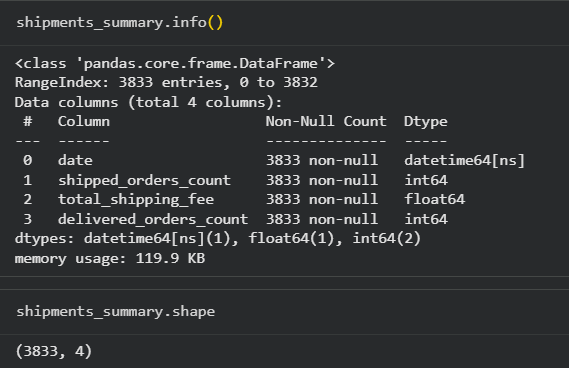 shipments_summary.info()
<class 'pandas.core.frame.DataFrame'>
RangeIndex: 3833 entries, 0 to 3832
Data columns (total 4 columns):
 #   Column                  Non-Null Count  Dtype
---  ------                  --------------  -----
 0   date                    3833 non-null   datetime64[ns]
 1   shipped_orders_count    3833 non-null   int64
 2   total_shipping_fee      3833 non-null   float64
 3   delivered_orders_count  3833 non-null   int64
dtypes: datetime64[ns](1), float64(1), int64(2)
memory usage: 119.9 KB
shipments_summary.shape
(3833, 4)